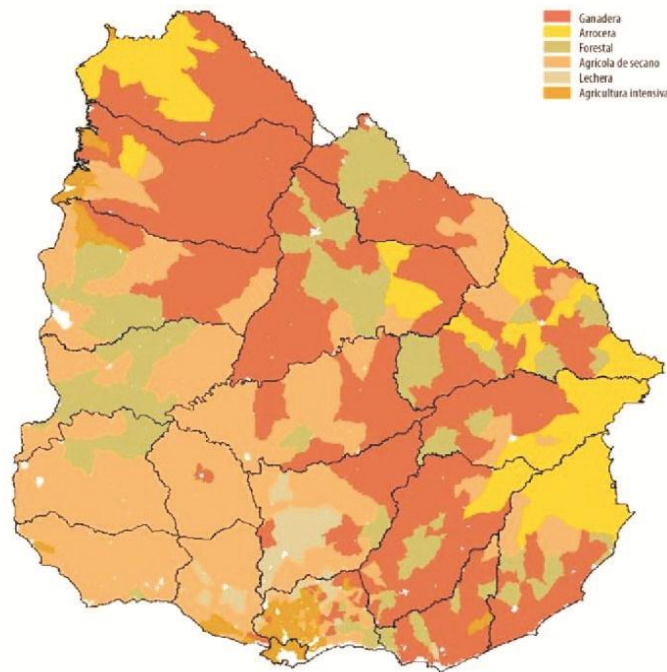 Ganadera
Arrocera
Forestal
Agrícola de secano
Lechera
Agricultura intensiva